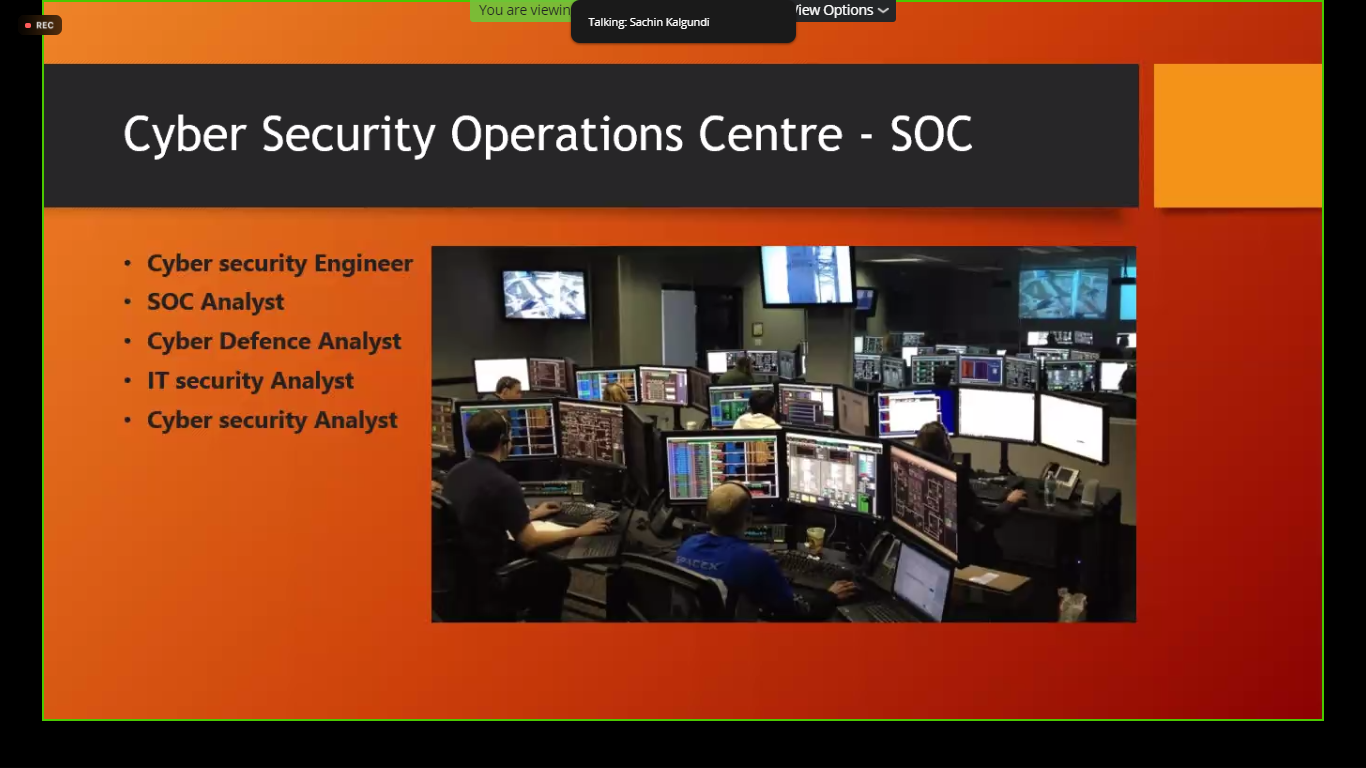 REC
You are viewin
Talking: Sachin Kalgundi
View Options
Cyber Security Operations Centre - SOC
• Cyber security Engineer
• SOC Analyst
• Cyber Defence Analyst
• IT security Analyst
• Cyber security Analyst
SPACEX